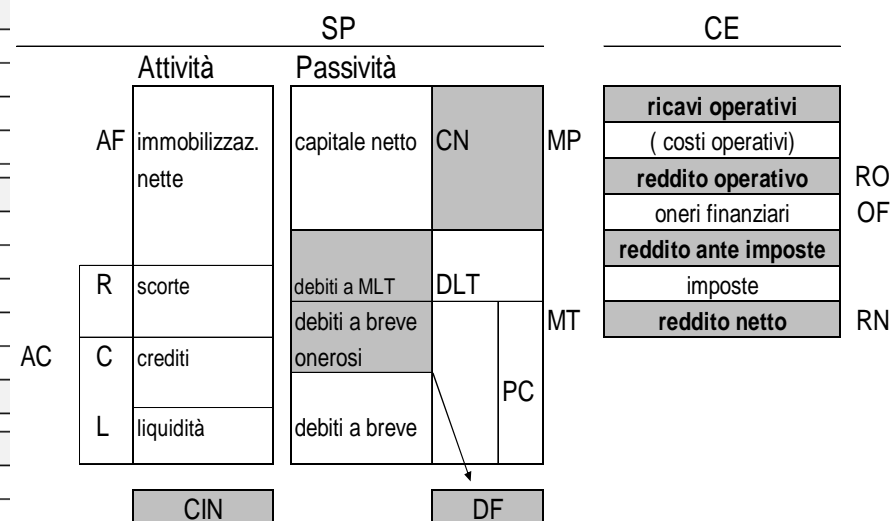 SP
CE
Attività
Passività
AF
immobilizzaz.
nette
capitale netto
CN
MP
ricavi operativi
( costi operativi)
reddito operativo
RO
oneri finanziari
OF
reddito ante imposte
imposte
reddito netto
RN
R
scorte
debiti a MLT
DLT
debiti a breve
onerosi
MT
AC
C
crediti
PC
L
liquidità
debiti a breve
CIN
DF